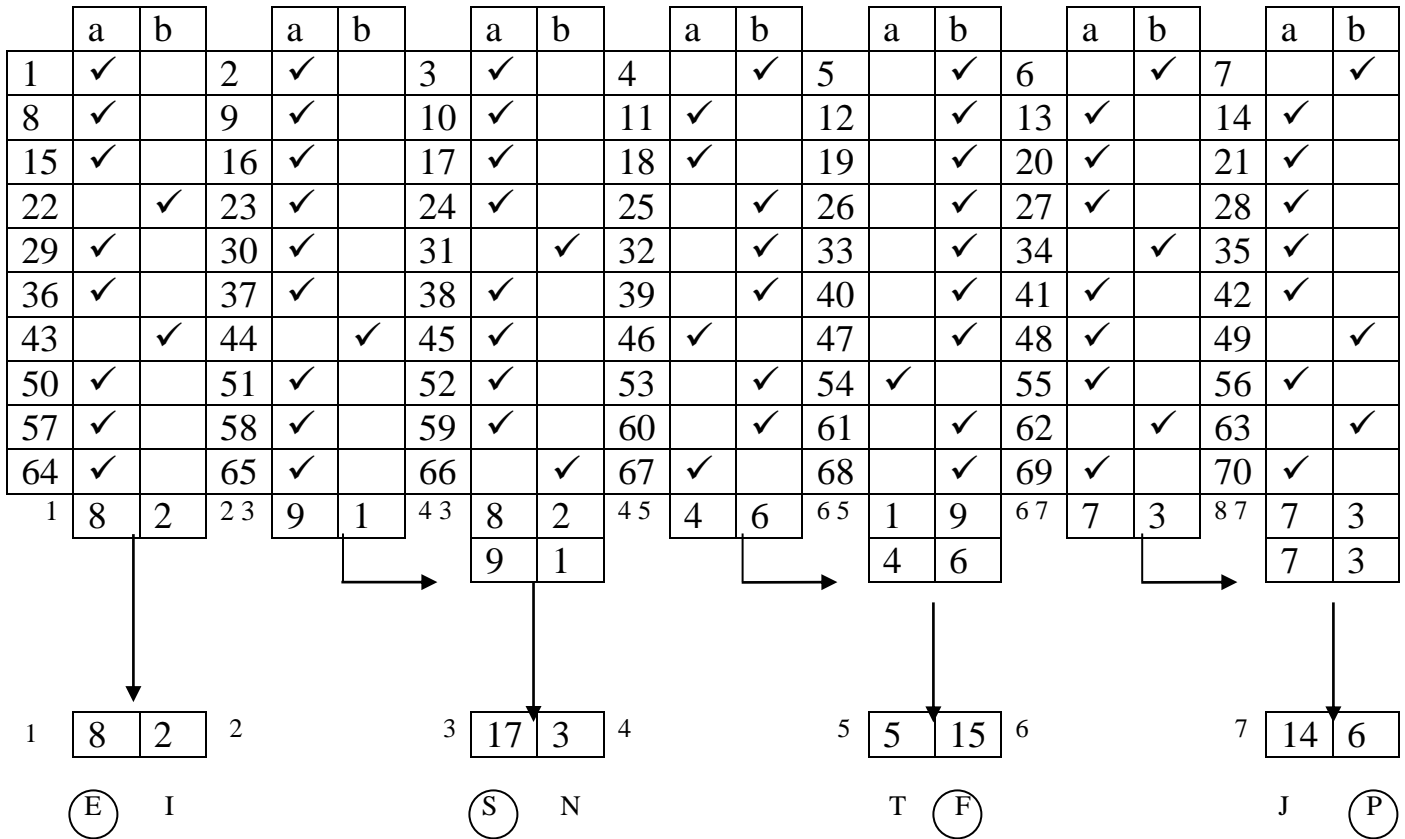 a b a b a b a b a b a b a b
1 ✓ 2 ✓ 3 ✓ 4 ✓ 5 ✓ 6 ✓ 7 ✓
8 ✓ 9 ✓ 10 ✓ 11 ✓ 12 ✓ 13 ✓ 14 ✓
15 ✓ 16 ✓ 17 ✓ 18 ✓ 19 ✓ 20 ✓ 21 ✓
22 ✓ 23 ✓ 24 ✓ 25 ✓ 26 ✓ 27 ✓ 28 ✓
29 ✓ 30 ✓ 31 ✓ 32 ✓ 33 ✓ 34 ✓ 35 ✓
36 ✓ 37 ✓ 38 ✓ 39 ✓ 40 ✓ 41 ✓ 42 ✓
43 ✓ 44 ✓ 45 ✓ 46 ✓ 47 ✓ 48 ✓ 49 ✓
50 ✓ 51 ✓ 52 ✓ 53 ✓ 54 ✓ 55 ✓ 56 ✓
57 ✓ 58 ✓ 59 ✓ 60 ✓ 61 ✓ 62 ✓ 63 ✓
64 ✓ 65 ✓ 66 ✓ 67 ✓ 68 ✓ 69 ✓ 70 ✓
1 8 2 2 3 9 1 4 3 8 2 4 5 4 6 6 5 1 9 6 7 7 3 8 7 7 3
9 1 4 6 7 3
1 8 2 2 3 17 3 4 5 5 15 6 7 14 6
E I S N T F J P